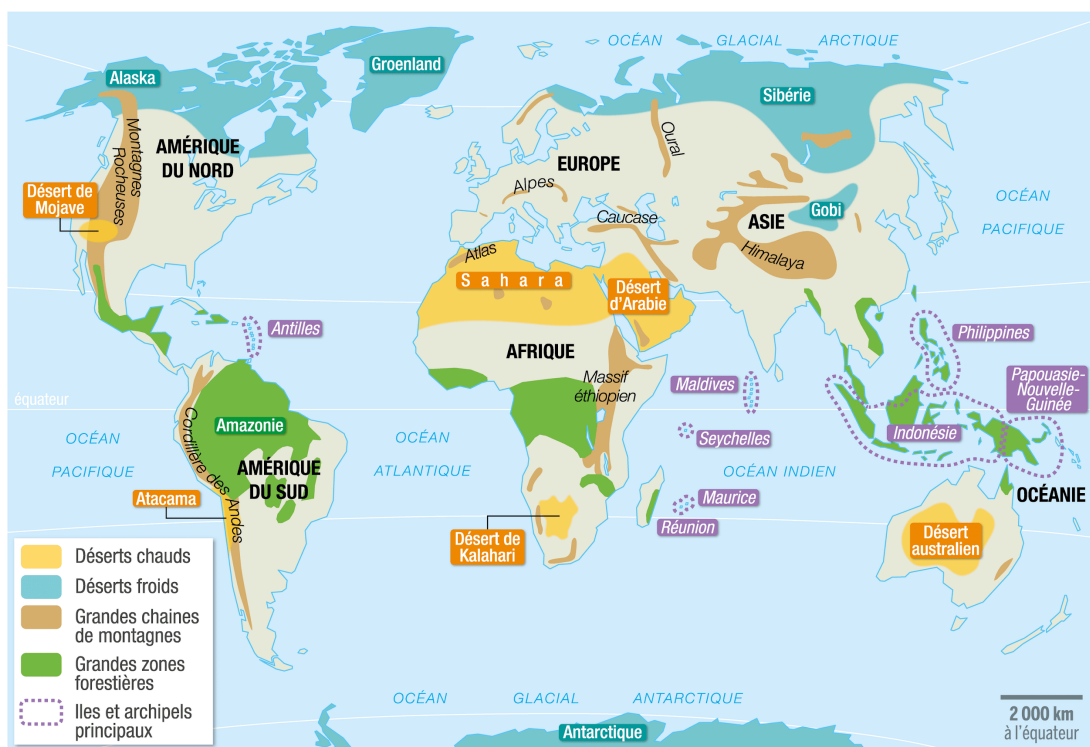 OCÉAN GLACIAL ARCTIQUE
Groenland
Alaska
Sibérie
Montagnes
Rocheuses
AMÉRIQUE
DU NORD
EUROPE
Oural
Désert de
Mojave
Alpes
Caucase
ASIE
Gobi
Himalaya
OCÉAN
PACIFIQUE
Atlas
Sahara
Désert
d'Arabie
Antilles
Philippines
AFRIQUE
Massif
éthiopien
Maldives
Papouasie-
Nouvelle-
Guinée
équateur
Amazonie
Cordillère des Andes
OCÉAN
PACIFIQUE
OCÉAN
ATLANTIQUE
Seychelles
Indonésie
AMÉRIQUE
DU SUD
OCÉAN INDIEN
Atacama
Maurice
Réunion
OCÉANIE
Désert de
Kalahari
Désert
australien
Déserts chauds
Déserts froids
Grandes chaines
de montagnes
Grandes zones
forestières
Iles et archipels
principaux
OCÉAN GLACIAL ANTARCTIQUE
Antarctique
2 000 km
à l'équateur